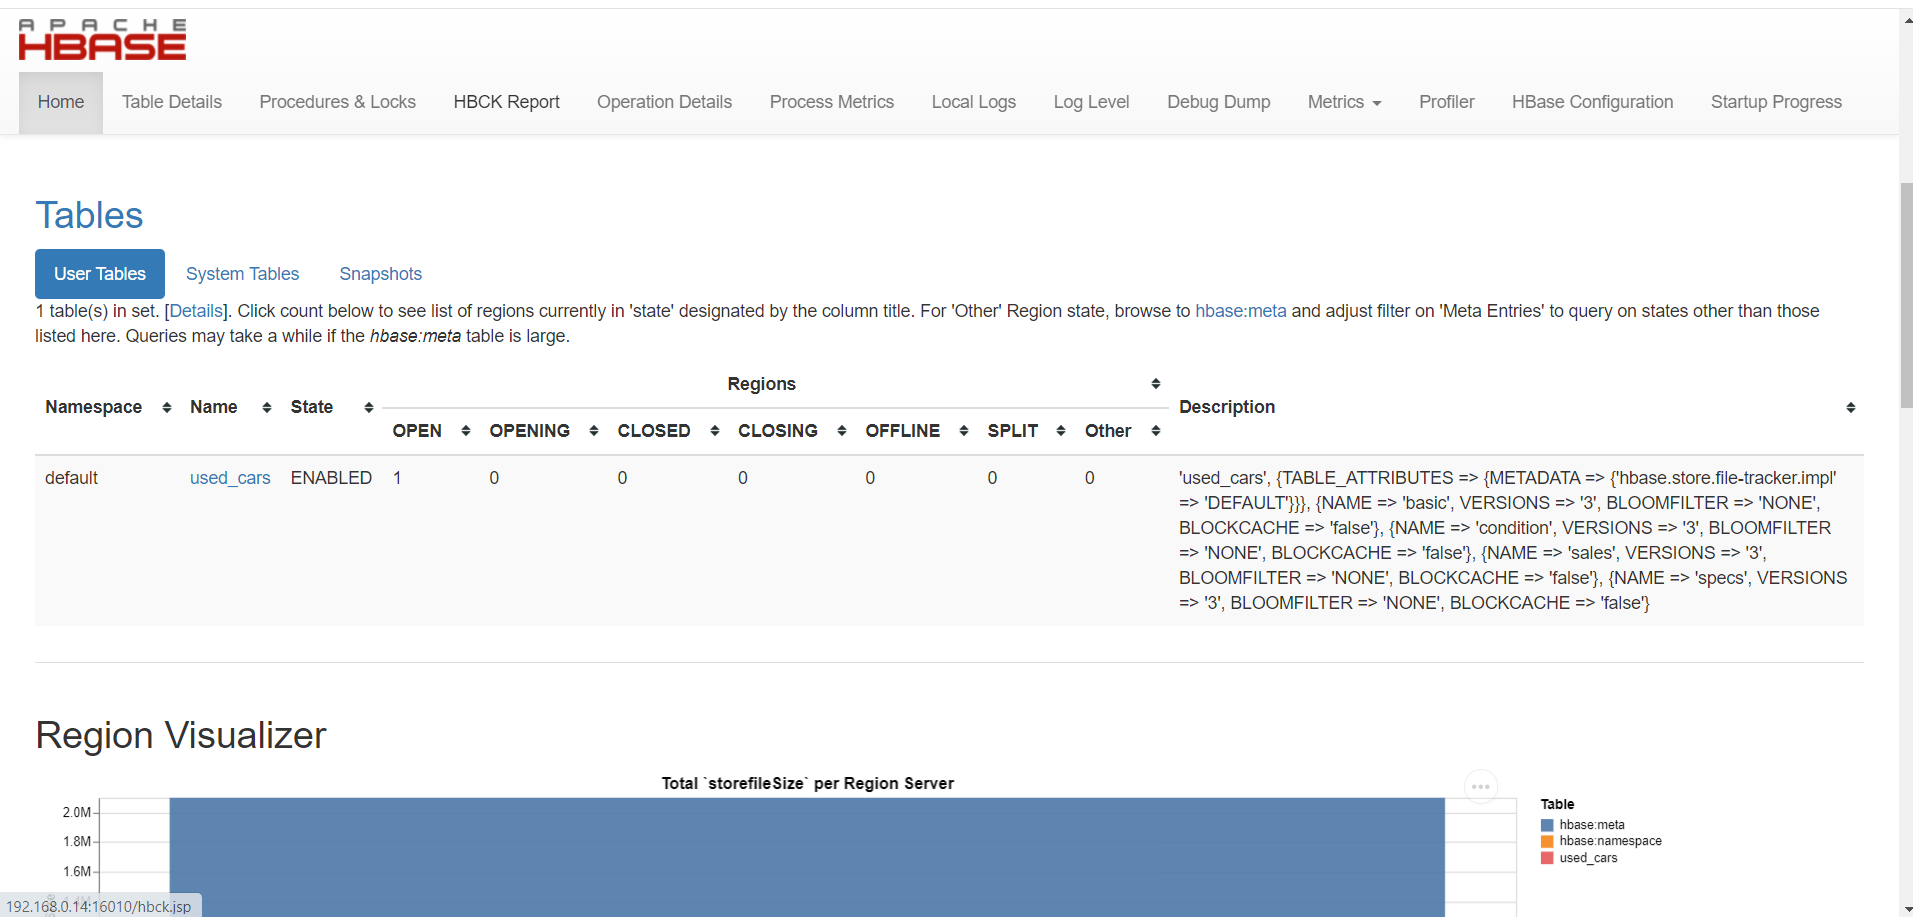 APACHE
HBASE
Home Table Details Procedures & Locks HBCK Report Operation Details Process Metrics Local Logs Log Level Debug Dump Metrics Profiler HBase Configuration Startup Progress
Tables
User Tables System Tables Snapshots
1 table(s) in set. [Details]. Click count below to see list of regions currently in 'state' designated by the column title. For 'Other' Region state, browse to hbase:meta and adjust filter on 'Meta Entries' to query on states other than those
listed here. Queries may take a while if the hbase:meta table is large.
Regions
Namespace Name State Description
OPEN OPENING CLOSED CLOSING OFFLINE SPLIT Other
default used_cars ENABLED 1 0 0 0 0 0 0 'used_cars', {TABLE_ATTRIBUTES => {METADATA => {'hbase.store.file-tracker.impl'
=> 'DEFAULT'}}}, {NAME => 'basic', VERSIONS => '3', BLOOMFILTER => 'NONE',
BLOCKCACHE => 'false'}, {NAME => 'condition', VERSIONS => '3', BLOOMFILTER
=> 'NONE', BLOCKCACHE => 'false'}, {NAME => 'sales', VERSIONS => '3',
BLOOMFILTER => 'NONE', BLOCKCACHE => 'false'}, {NAME => 'specs', VERSIONS
=> '3', BLOOMFILTER => 'NONE', BLOCKCACHE => 'false'}
Region Visualizer
Total `storefileSize` per Region Server
Table
2.0M
hbase:meta
1.8M
hbase:namespace
used_cars
1.6M
192.168.0.14:16010/hbck.jsp